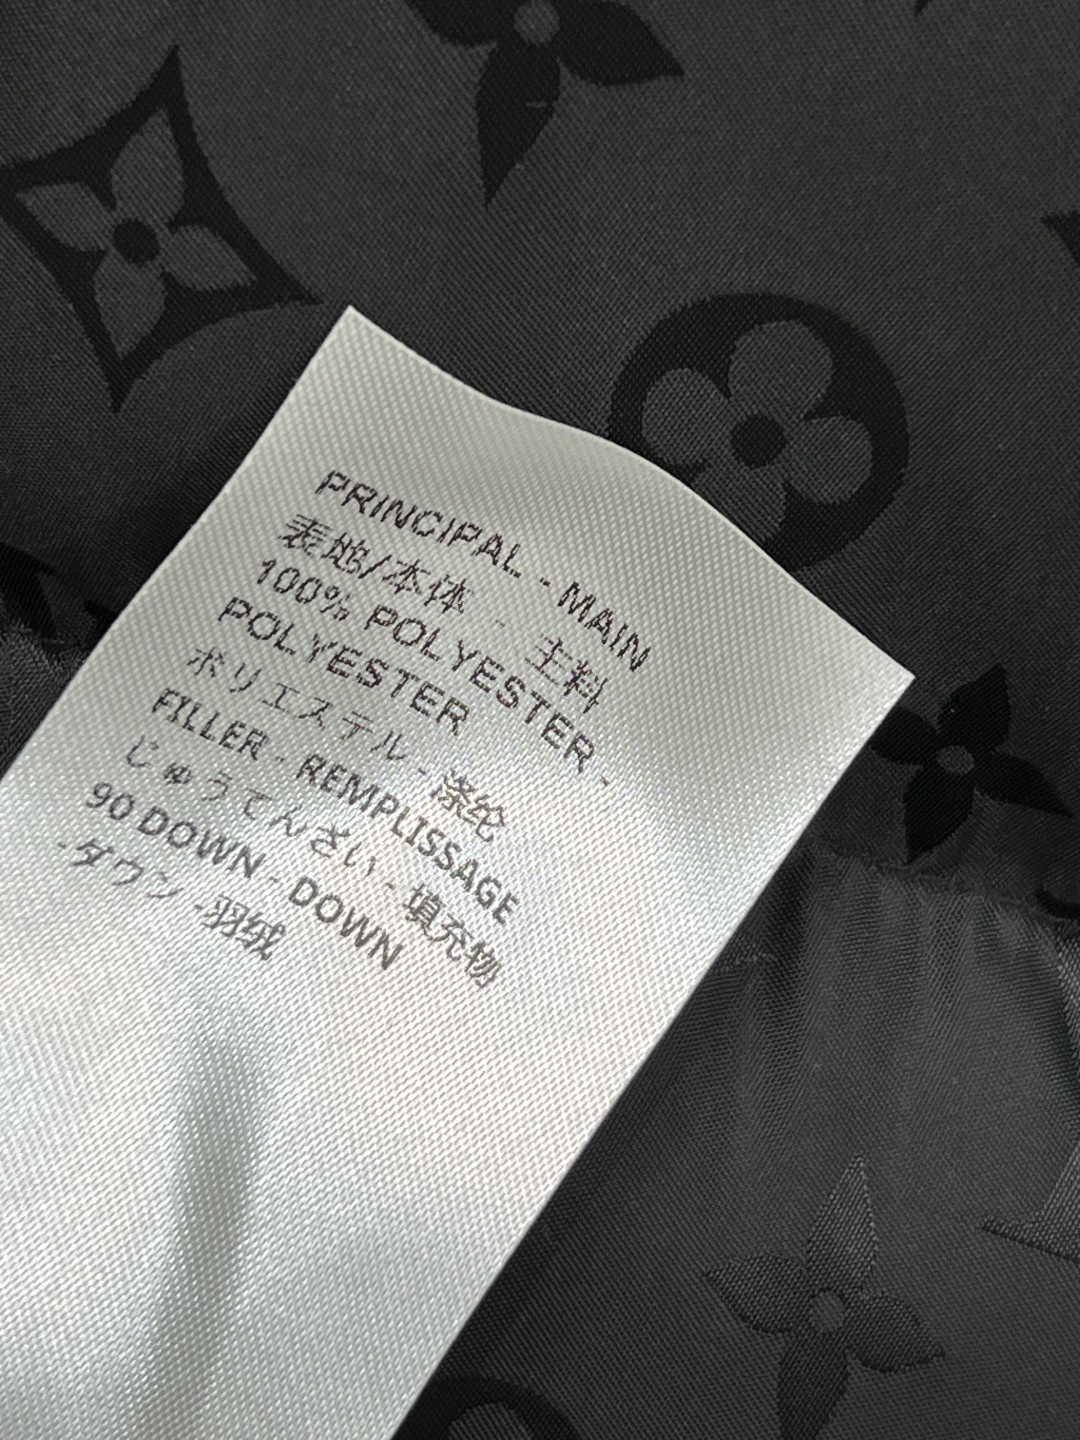 PRINCIPAL - MAIN
表地/本体 - 主料
100% POLYESTER -
POLYESTER
ポリエステル - 涤纶
FILLER - REMPLISSAGE
じゅうてんざい - 填充物
90 DOWN - DOWN
-ダウン -羽绒